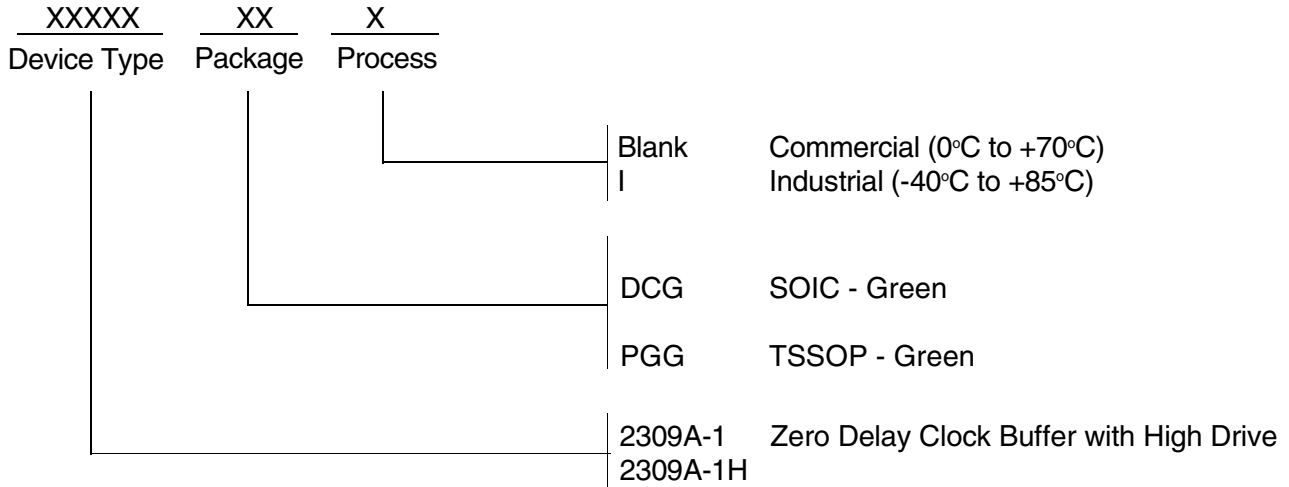 XXXXX XX X
Device Type Package Process
Blank Commercial (0°C to +70°C)
I Industrial (-40°C to +85°C)
DCG SOIC - Green
PGG TSSOP - Green
2309A-1 Zero Delay Clock Buffer with High Drive
2309A-1H